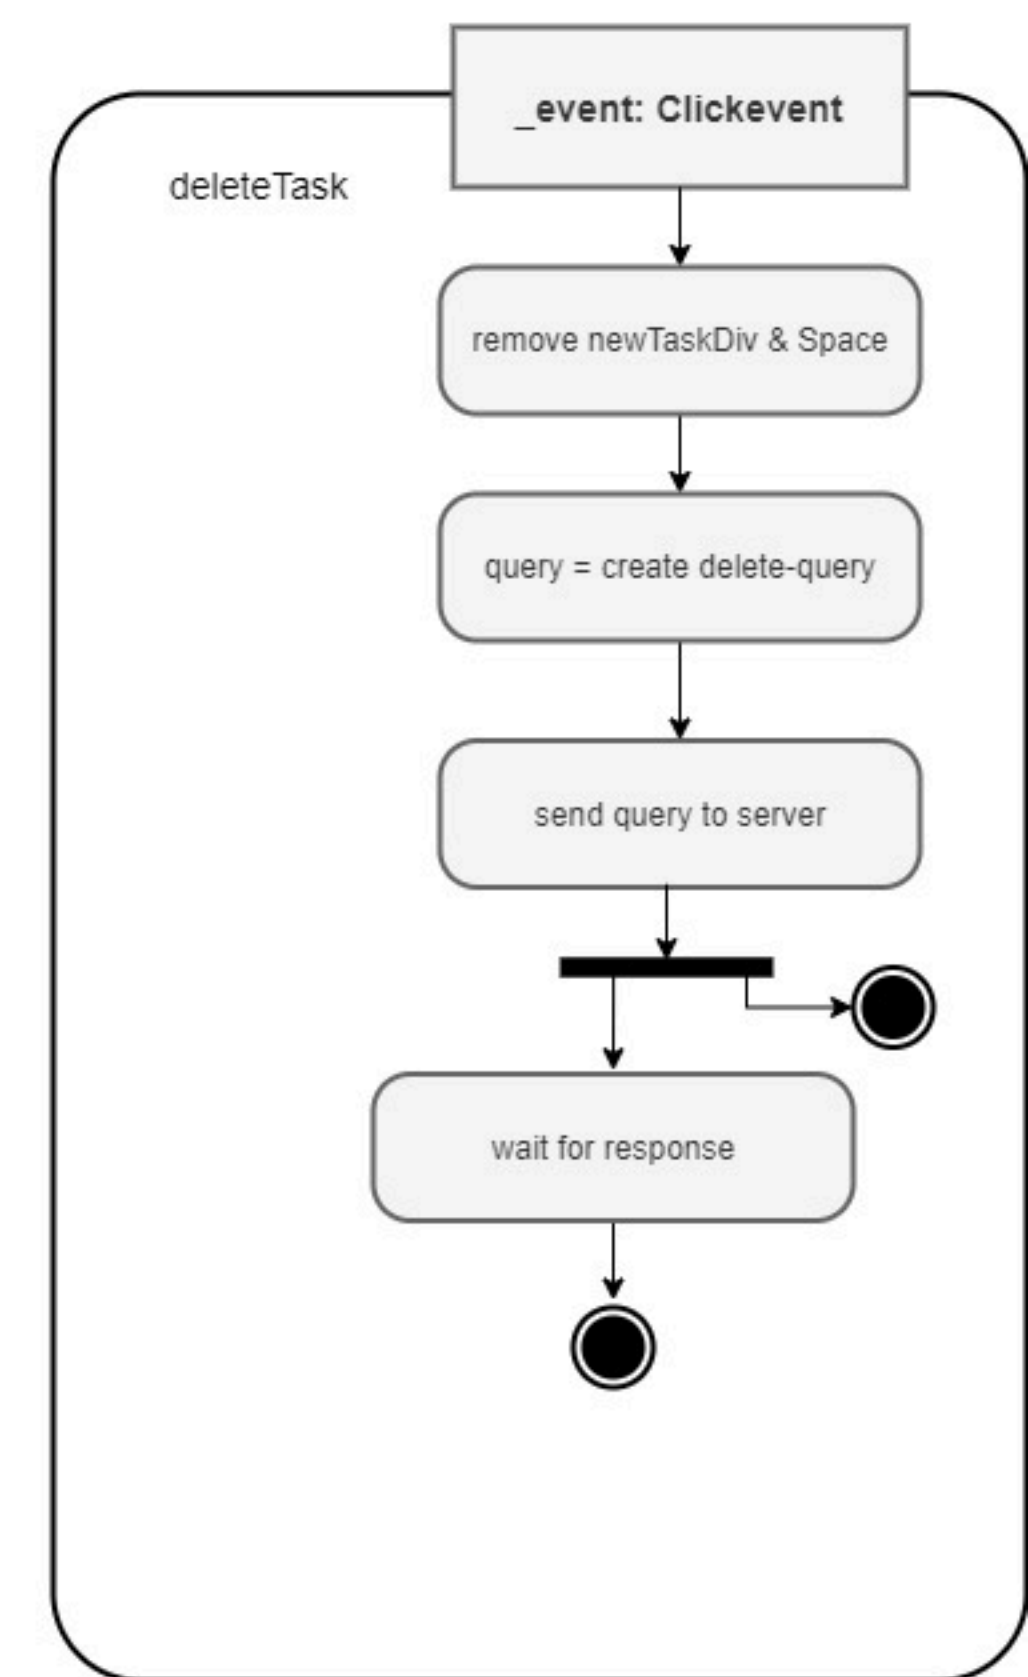 _event: Clickevent
deleteTask
remove newTaskDiv & Space
query = create delete-query
send query to server
wait for response